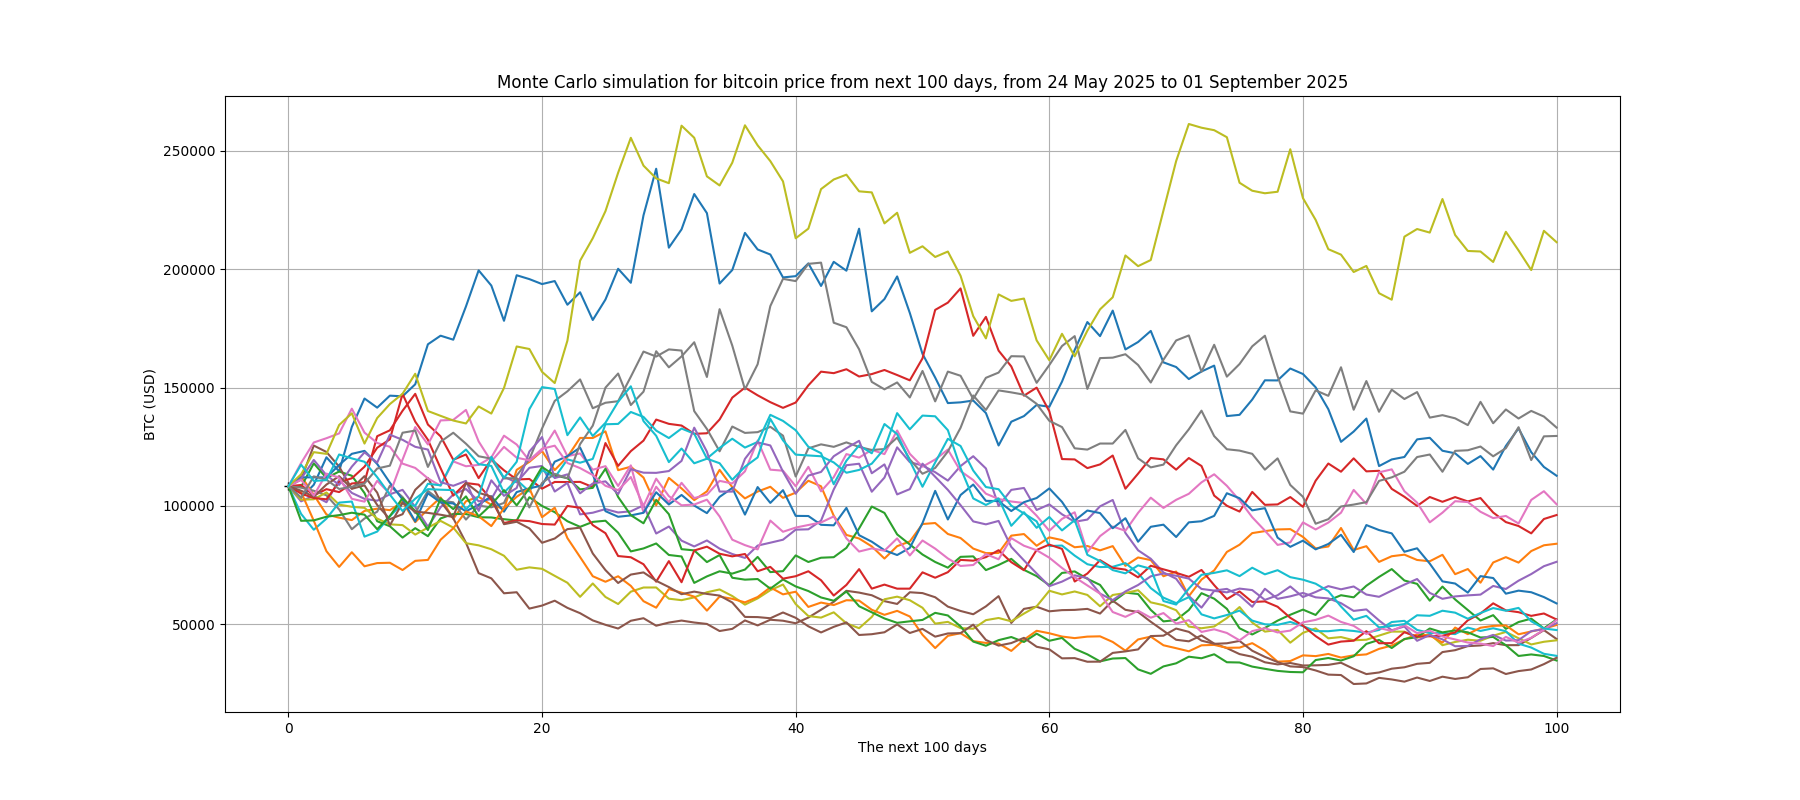 Monte Carlo simulation for bitcoin price from next 100 days, from 24 May 2025 to 01 September 2025
250000
200000
150000
100000
50000
BTC (USD)
0 20 40 60 80 100
The next 100 days